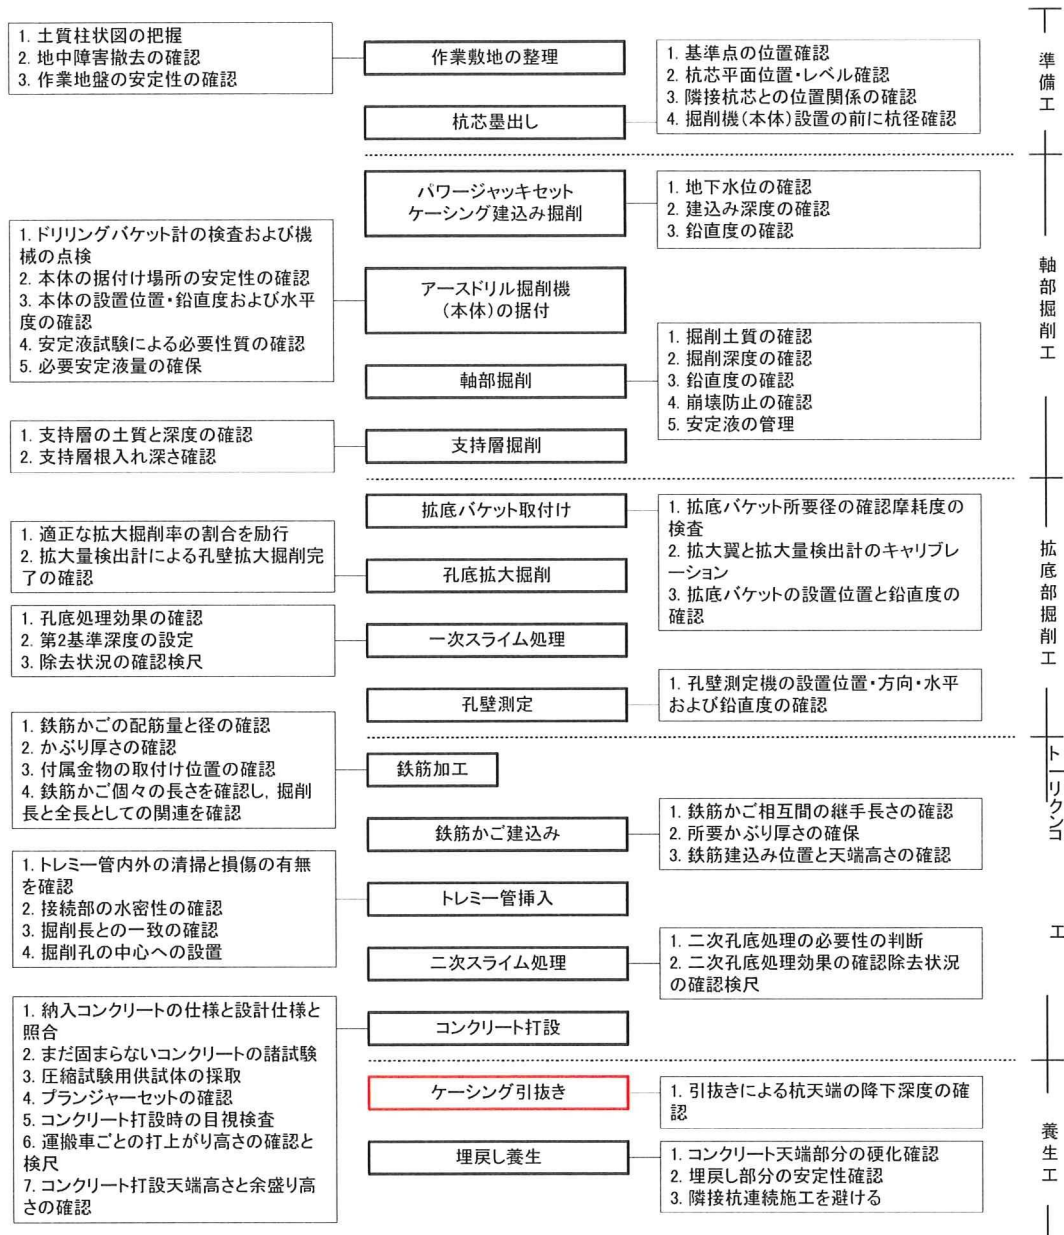 1. 土質柱状図の把握
2. 地中障害撤去の確認
3. 作業地盤の安定性の確認
作業敷地の整理
1. 基準点の位置確認
2. 杭芯平面位置・レベル確認
3. 隣接杭芯との位置関係の確認
4. 掘削機(本体)設置の前に杭径確認
杭芯墨出し
準備工
パワージャッキセット
ケーシング建込み掘削
1. 地下水位の確認
2. 建込み深度の確認
3. 鉛直度の確認
1. ドリリングバケット計の検査および機
械の点検
2. 本体の据付け場所の安定性の確認
3. 本体の設置位置・鉛直度および水平
度の確認
4. 安定液試験による必要性質の確認
5. 必要安定液量の確保
アースドリル掘削機
(本体)の据付
軸部掘削
1. 掘削土質の確認
2. 掘削深度の確認
3. 鉛直度の確認
4. 崩壊防止の確認
5. 安定液の管理
1. 支持層の土質と深度の確認
2. 支持層根入れ深さ確認
支持層掘削
軸部掘削工
拡底バケット取付け
1. 拡底バケット所要径の確認摩耗度の
検査
2. 拡大翼と拡大量検出計のキャリブレ
ーション
3. 拡底バケットの設置位置と鉛直度の
確認
1. 適正な拡大掘削率の割合を励行
2. 拡大量検出計による孔壁拡大掘削完
了の確認
孔底拡大掘削
1. 孔底処理効果の確認
2. 第2基準深度の設定
3. 除去状況の確認検尺
一次スライム処理
孔壁測定
1. 孔壁測定機の設置位置・方向・水平
および鉛直度の確認
拡底部掘削工
1. 鉄筋かごの配筋量と径の確認
2. かぶり厚さの確認
3. 付属金物の取付け位置の確認
4. 鉄筋かご個々の長さを確認し, 掘削
長と全長としての関連を確認
鉄筋加工
鉄筋かご建込み
1. 鉄筋かご相互間の継手長さの確認
2. 所要かぶり厚さの確保
3. 鉄筋建込み位置と天端高さの確認
1. トレミー管内外の清掃と損傷の有無
を確認
2. 接続部の水密性の確認
3. 掘削長との一致の確認
4. 掘削孔の中心への設置
トレミー管挿入
二次スライム処理
1. 二次孔底処理の必要性の判断
2. 二次孔底処理効果の確認除去状況
の確認検尺
1. 納入コンクリートの仕様と設計仕様と
照合
2. まだ固まらないコンクリートの諸試験
3. 圧縮試験用供試体の採取
4. プランジャーセットの確認
5. コンクリート打設時の目視検査
6. 運搬車ごとの打上がり高さの確認と
検尺
7. コンクリート打設天端高さと余盛り高
さの確認
コンクリート打設
トーリクンコ
工
ケーシング引抜き
1. 引抜きによる杭天端の降下深度の確
認
埋戻し養生
1. コンクリート天端部分の硬化確認
2. 埋戻し部分の安定性確認
3. 隣接杭連続施工を避ける
養生工